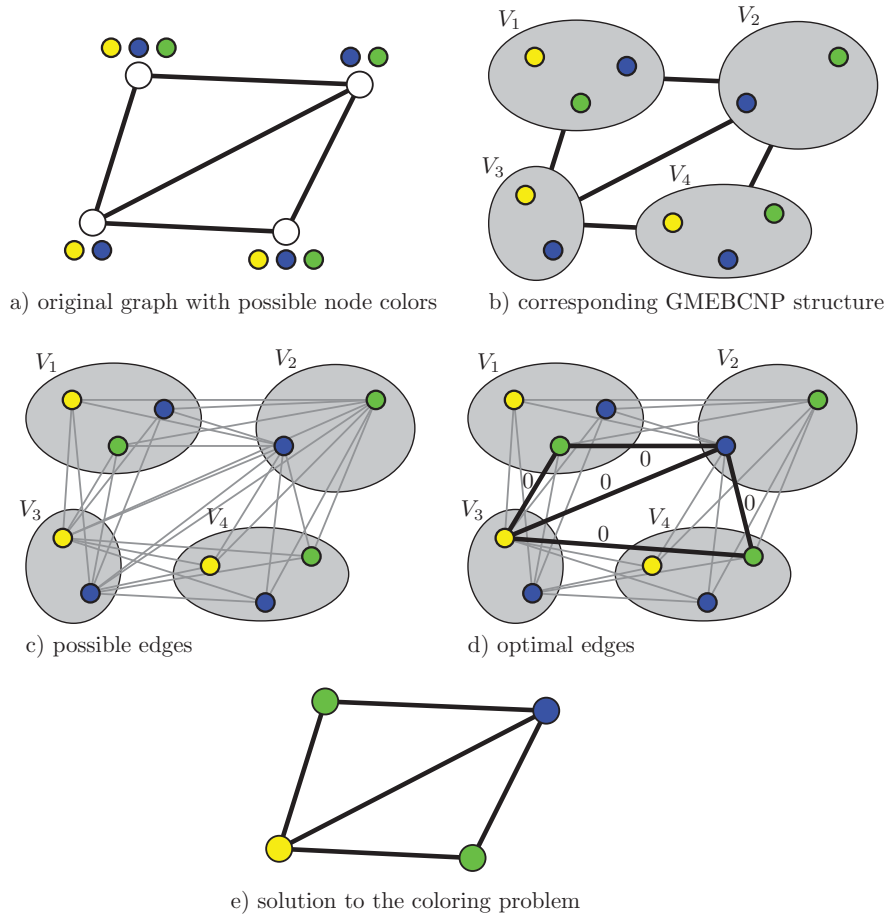 V1
V2
V3
V4
a) original graph with possible node colors
b) corresponding GMEBCNP structure
V1
V2
V3
V4
c) possible edges
V1
V2
0
0
0
V3
V4
0
0
d) optimal edges
e) solution to the coloring problem